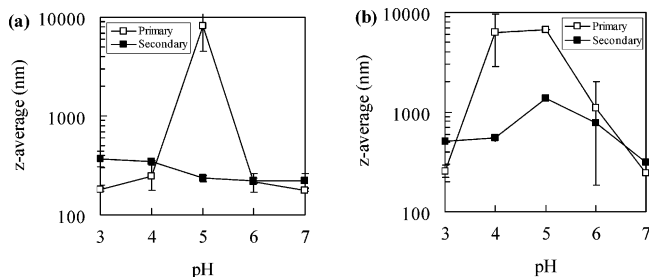 (a)
10000
1000
100
z-average (nm)
Primary
Secondary
3 4 5 6 7
pH
(b)
10000
1000
100
z-average (nm)
Primary
Secondary
3 4 5 6 7
pH